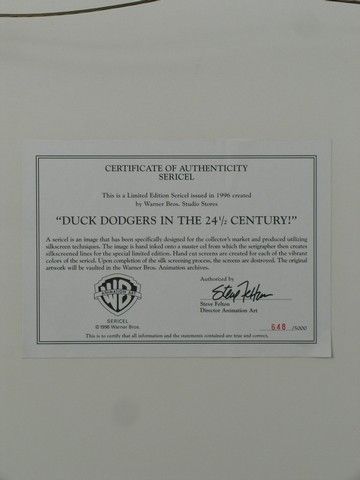 CERTIFICATE OF AUTHENTICITY
SERICEL
This is a Limited Edition Sericel issued in 1996 created
by Warner Bros. Studio Stores
"DUCK DODGERS IN THE 24½ CENTURY!"
A sericel is an image that has been specifically designed for the collector's market and produced utilizing
silkscreen techniques. The image is hand inked onto a master cel from which the serigrapher then creates
silkscreened lines for the special limited edition. Hand cut screens are created for each of the vibrant
colors of the sericel. Upon completion of the silk screening process, the screens are destroyed. The original
artwork will be vaulted in the Warner Bros. Animation archives.
Authorized by
WB
ANIMATION ART
Steve Felton
SERICEL
© 1996 Warner Bros.
Steve Felton
Director Animation Art
648 /5000
This is to certify that all information and the statements contained are true and correct.